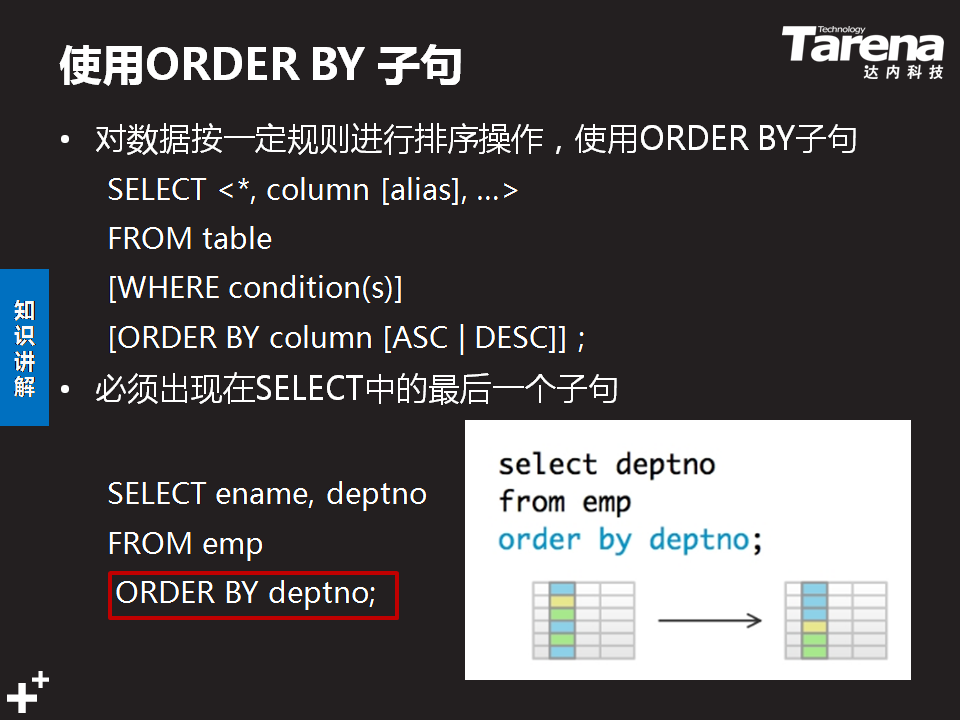 使用ORDER BY 子句
Technology
Tarena
达内科技
• 对数据按一定规则进行排序操作，使用ORDER BY子句
SELECT <*, column [alias], …>
FROM table
[WHERE condition(s)]
[ORDER BY column [ASC | DESC]] ;
知识讲解
• 必须出现在SELECT中的最后一个子句
SELECT ename, deptno
FROM emp
ORDER BY deptno;
select deptno
from emp
order by deptno;